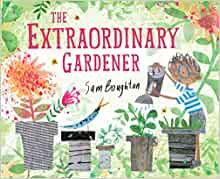 THE
EXTRAORDINARY
GARDENER
Sam Boughton